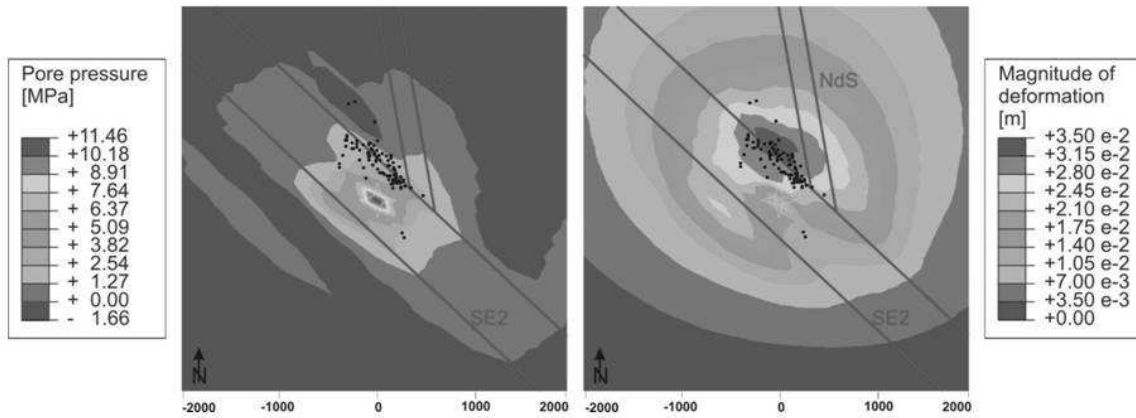 Pore pressure
[MPa]
+11.46
+10.18
+ 8.91
+ 7.64
+ 6.37
+ 5.09
+ 3.82
+ 2.54
+ 1.27
+ 0.00
- 1.66
SE2
N
-2000 -1000 0 1000 2000
NdS
SE2
N
-2000 -1000 0 1000 2000
Magnitude of
deformation
[m]
+3.50 e-2
+3.15 e-2
+2.80 e-2
+2.45 e-2
+2.10 e-2
+1.75 e-2
+1.40 e-2
+1.05 e-2
+7.00 e-3
+3.50 e-3
+0.00